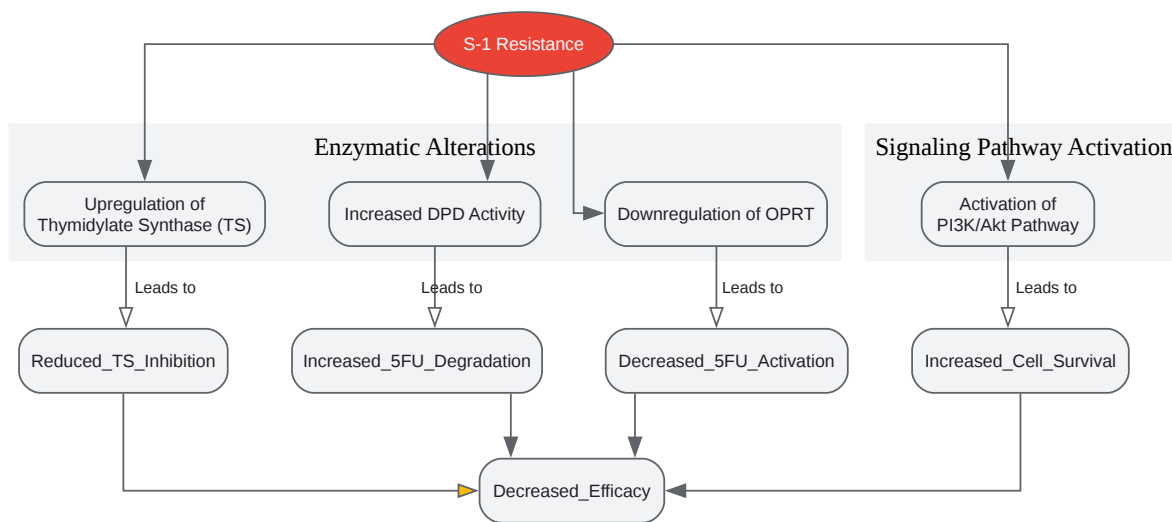 S-1 Resistance
Enzymatic Alterations
Signaling Pathway Activation
Upregulation of
Thymidylate Synthase (TS)
Increased DPD Activity
Downregulation of OPRT
Activation of
PI3K/Akt Pathway
Leads to
Leads to
Leads to
Leads to
Reduced_TS_Inhibition
Increased_5FU_Degradation
Decreased_5FU_Activation
Increased_Cell_Survival
Decreased_Efficacy